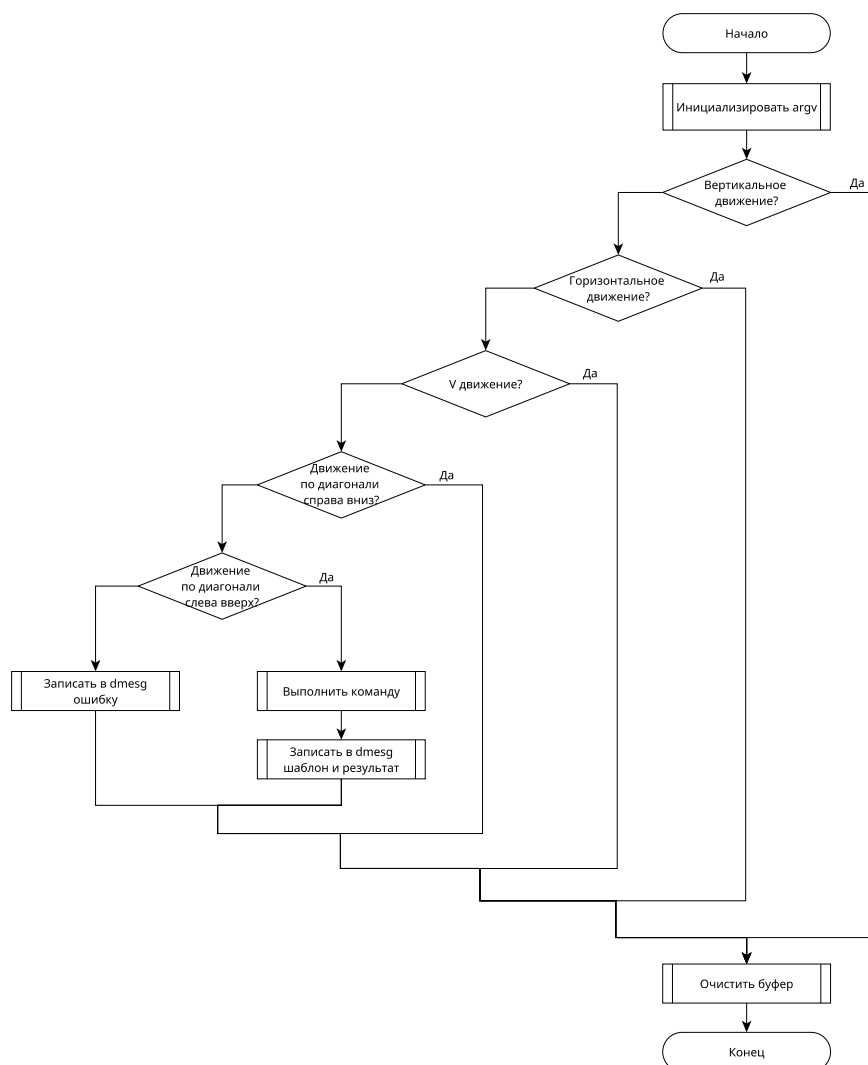 Начало
Инициализировать argv
Вертикальное
движение?
Да
Горизонтальное
движение?
Да
V движение?
Да
Движение
по диагонали
справа вниз?
Да
Движение
по диагонали
слева вверх?
Да
Записать в dmesg
ошибку
Выполнить команду
Записать в dmesg
шаблон и результат
Очистить буфер
Конец